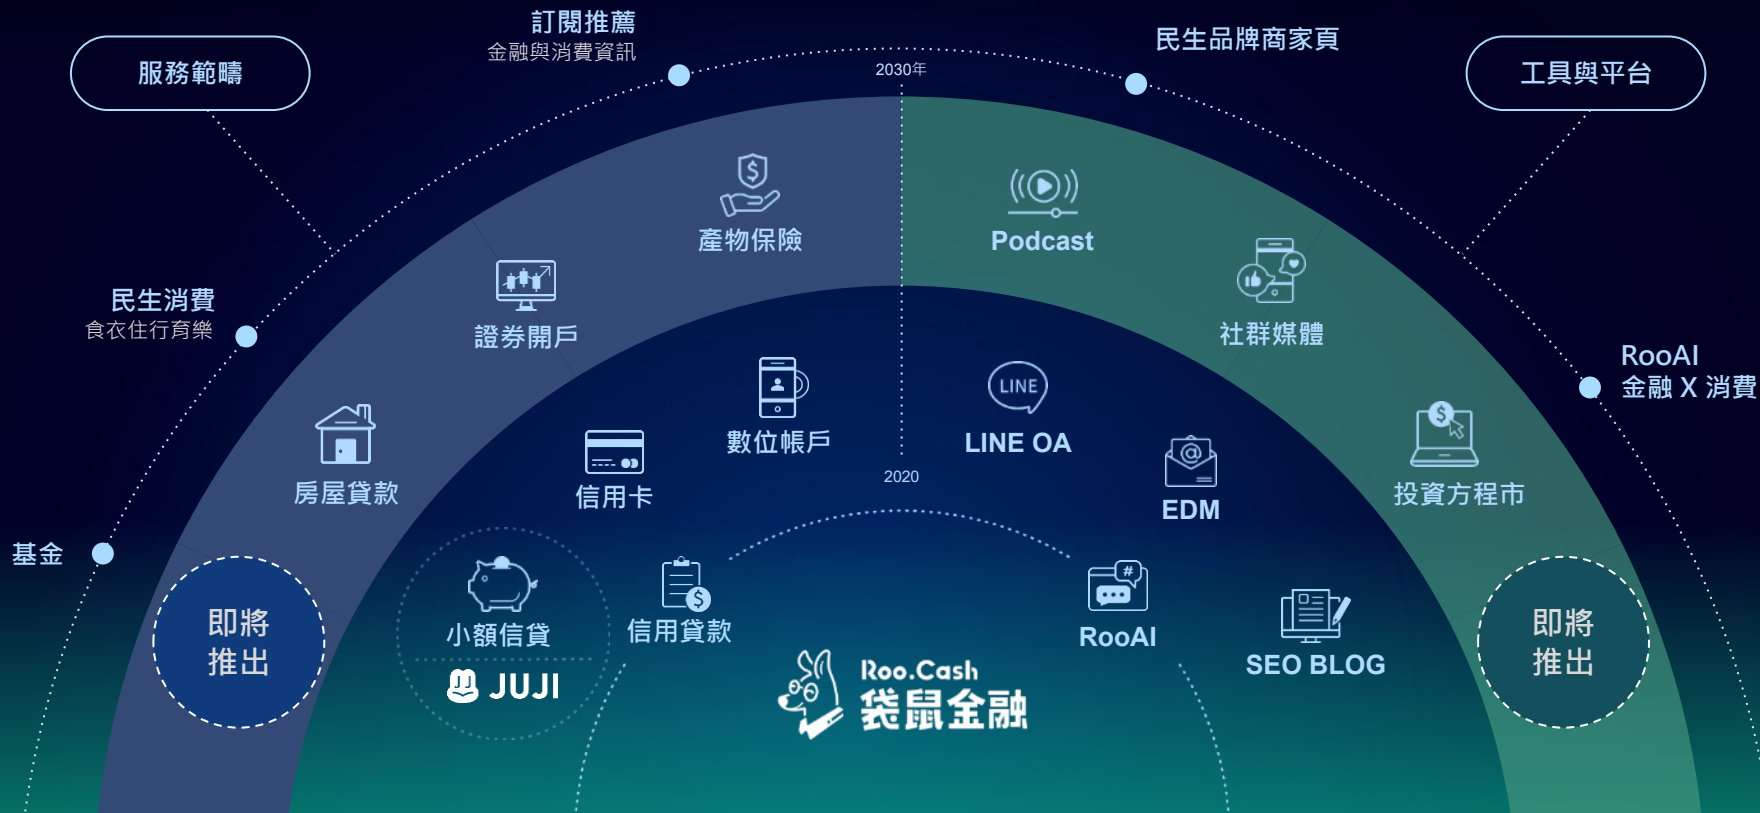 訂閱推薦
金融與消費資訊
民生品牌商家頁
服務範疇
2030年
工具與平台
產物保險
Podcast
民生消費
食衣住行育樂
證券開戶
社群媒體
RooAI
金融 X 消費
數位帳戶
LINE
LINE OA
房屋貸款
信用卡
2020
EDM
投資方程市
基金
即將
推出
小額信貸
JUJI
信用貸款
RooAI
SEO BLOG
即將
推出
Roo.Cash
袋鼠金融